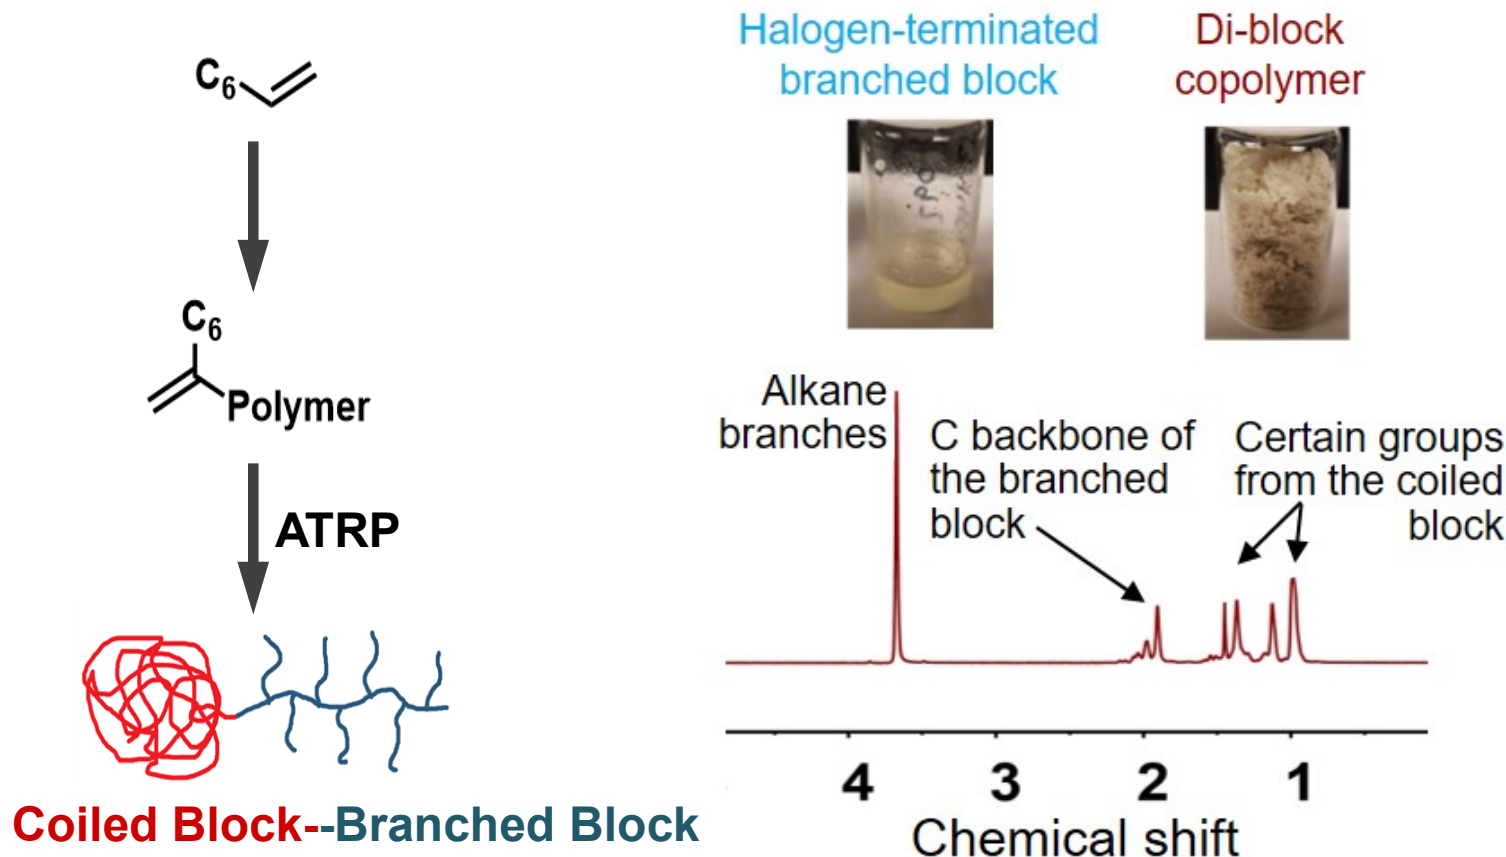 C6
C6
Polymer
ATRP
Coiled Block--Branched Block
Halogen-terminated
branched block
Di-block
copolymer
Alkane
branches
C backbone of
the branched
block
Certain groups
from the coiled
block
4 3 2 1
Chemical shift